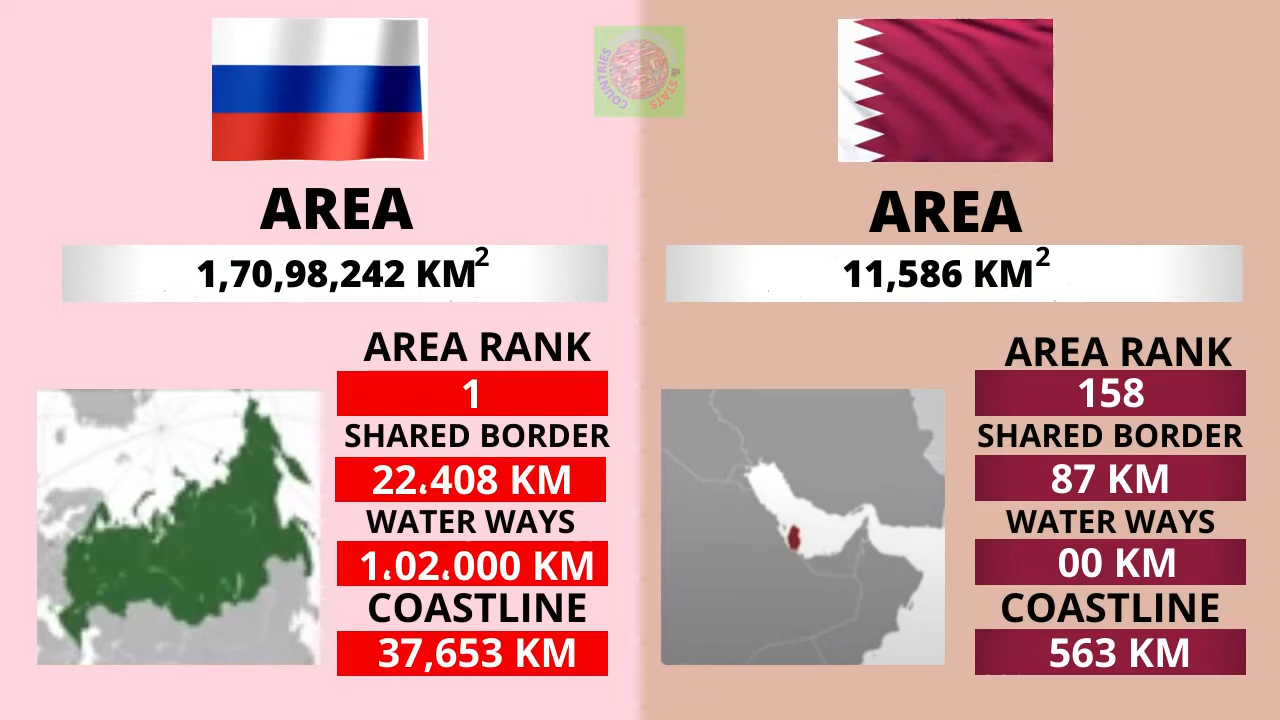 COUNTRIES & STATS
AREA
1,70,98,242 KM²
AREA RANK
1
SHARED BORDER
22,408 KM
WATER WAYS
1,02,000 KM
COASTLINE
37,653 KM
AREA
11,586 KM²
AREA RANK
158
SHARED BORDER
87 KM
WATER WAYS
00 KM
COASTLINE
563 KM